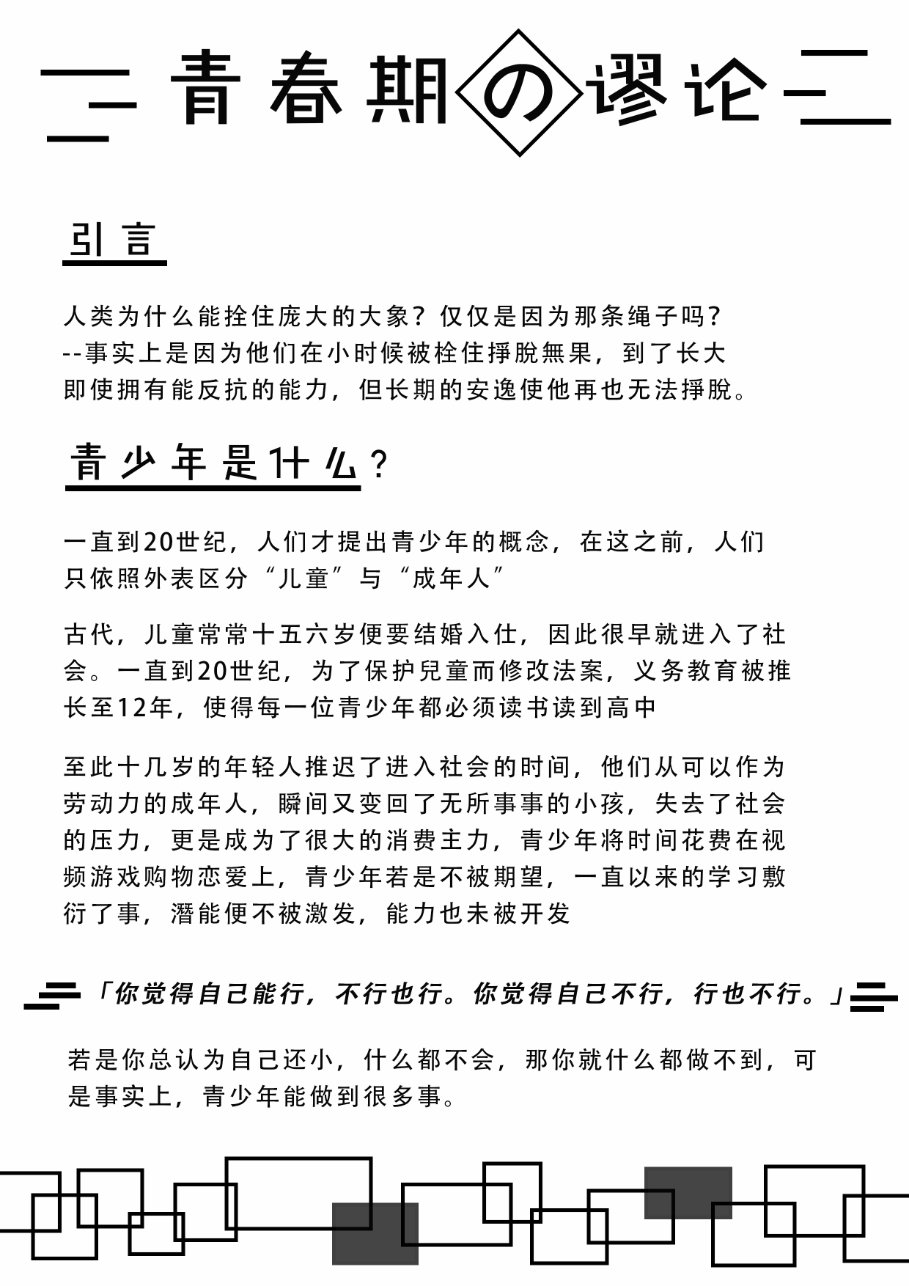 青春期の谬论
引言
人类为什么能拴住庞大的大象？仅仅是因为那条绳子吗？
--事实上是因为他们在小时候被栓住掙脫無果，到了长大
即使拥有能反抗的能力，但长期的安逸使他再也无法掙脫。
青少年是什么？
一直到20世纪，人们才提出青少年的概念，在这之前，人们
只依照外表区分“儿童”与“成年人”
古代，儿童常常十五六岁便要结婚入仕，因此很早就进入了社
会。一直到20世纪，为了保护兒童而修改法案，义务教育被推
长至12年，使得每一位青少年都必须读书读到高中
至此十几岁的年轻人推迟了进入社会的时间，他们从可以作为
劳动力的成年人，瞬间又变回了无所事事的小孩，失去了社会
的压力，更是成为了很大的消费主力，青少年将时间花费在视
频游戏购物恋爱上，青少年若是不被期望，一直以来的学习敷
衍了事，潛能便不被激发，能力也未被开发
「你觉得自己能行，不行也行。你觉得自己不行，行也不行。」
若是你总认为自己还小，什么都不会，那你就什么都做不到，可
是事实上，青少年能做到很多事。